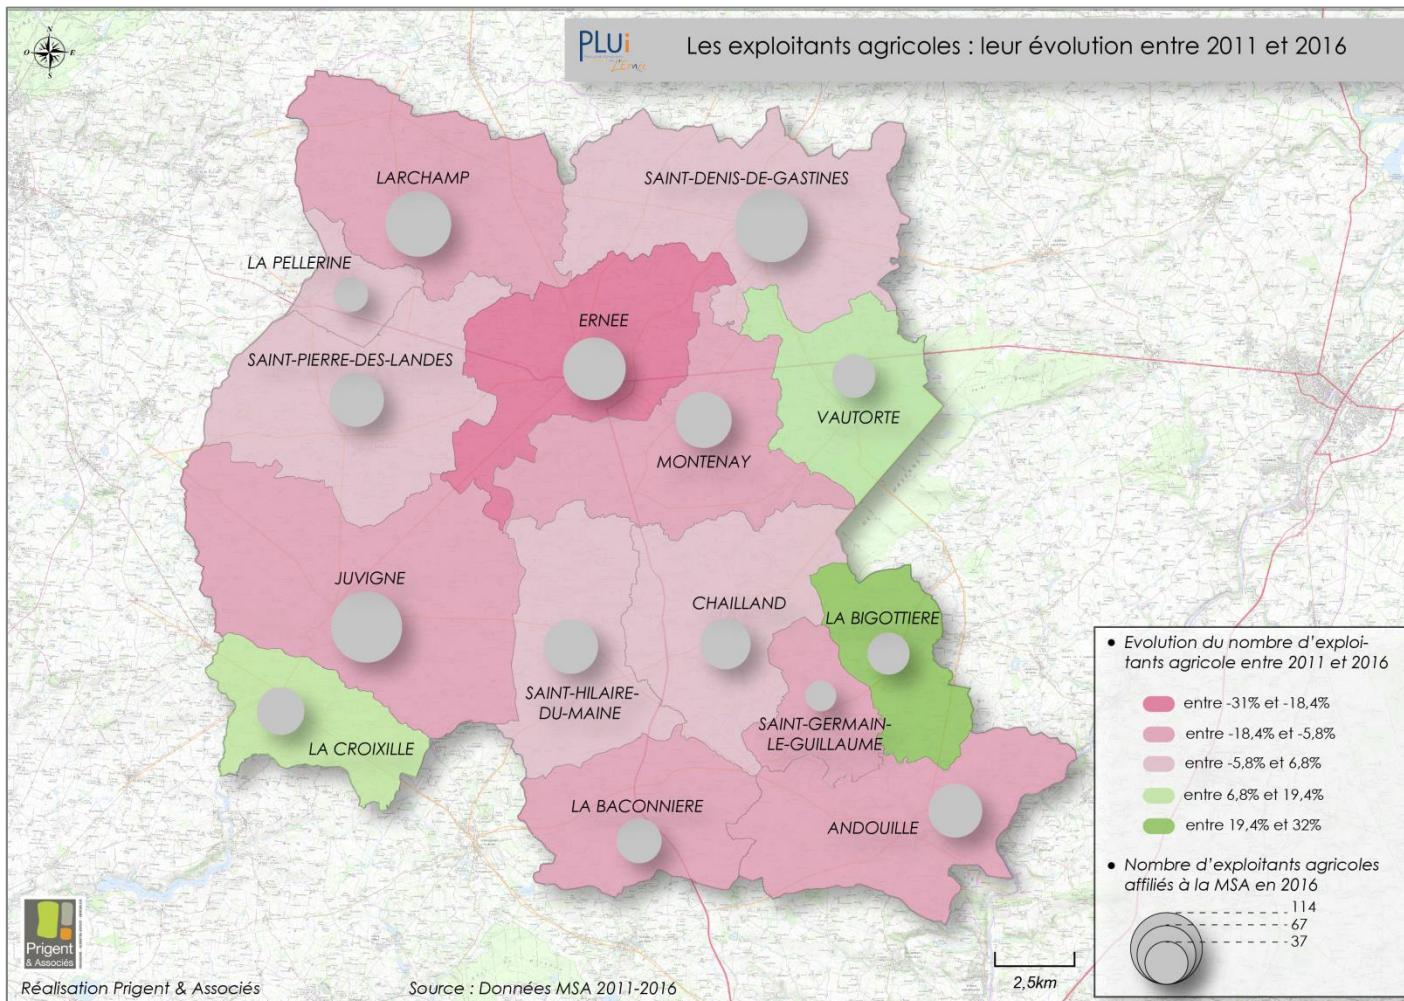 PLUi
L'Ernée
Les exploitants agricoles : leur évolution entre 2011 et 2016
N
O
E
S
LARCHAMP
SAINT-DENIS-DE-GASTINES
LA PELLERINE
ERNEE
SAINT-PIERRE-DES-LANDES
VAUTORTE
MONTENAY
JUVIGNE
CHAILLAND
LA BIGOTTIERE
SAINT-HILAIRE-
DU-MAINE
SAINT-GERMAIN-
LE-GUILLAUME
LA CROIXILLE
LA BACONNIERE
ANDOUILLE
• Evolution du nombre d'exploi-
tants agricole entre 2011 et 2016
entre -31% et -18,4%
entre -18,4% et -5,8%
entre -5,8% et 6,8%
entre 6,8% et 19,4%
entre 19,4% et 32%
• Nombre d'exploitants agricoles
affiliés à la MSA en 2016
114
67
37
Prigent
& Associés
Réalisation Prigent & Associés
Source : Données MSA 2011-2016
2,5km